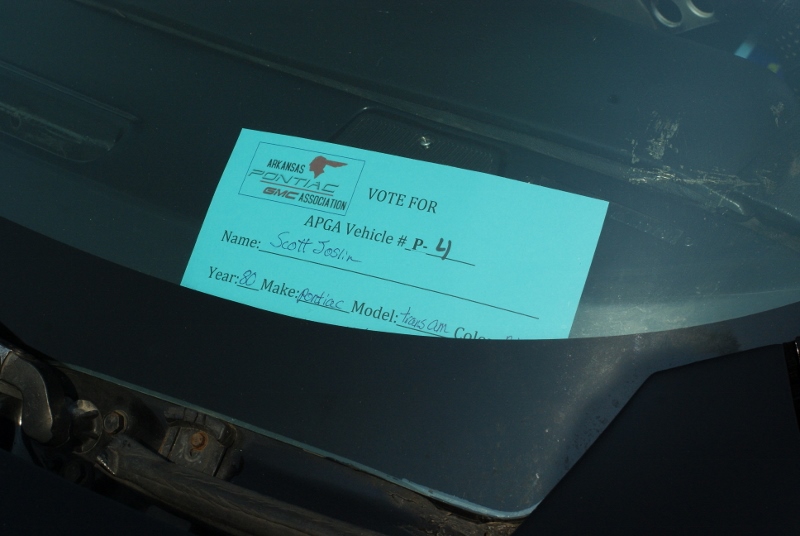 ARKANSAS
PONTIAC
GMC ASSOCIATION
VOTE FOR
APGA Vehicle # P- 4
Name: Scott Joslin
Year: 80 Make: pontiac Model: trans am Color